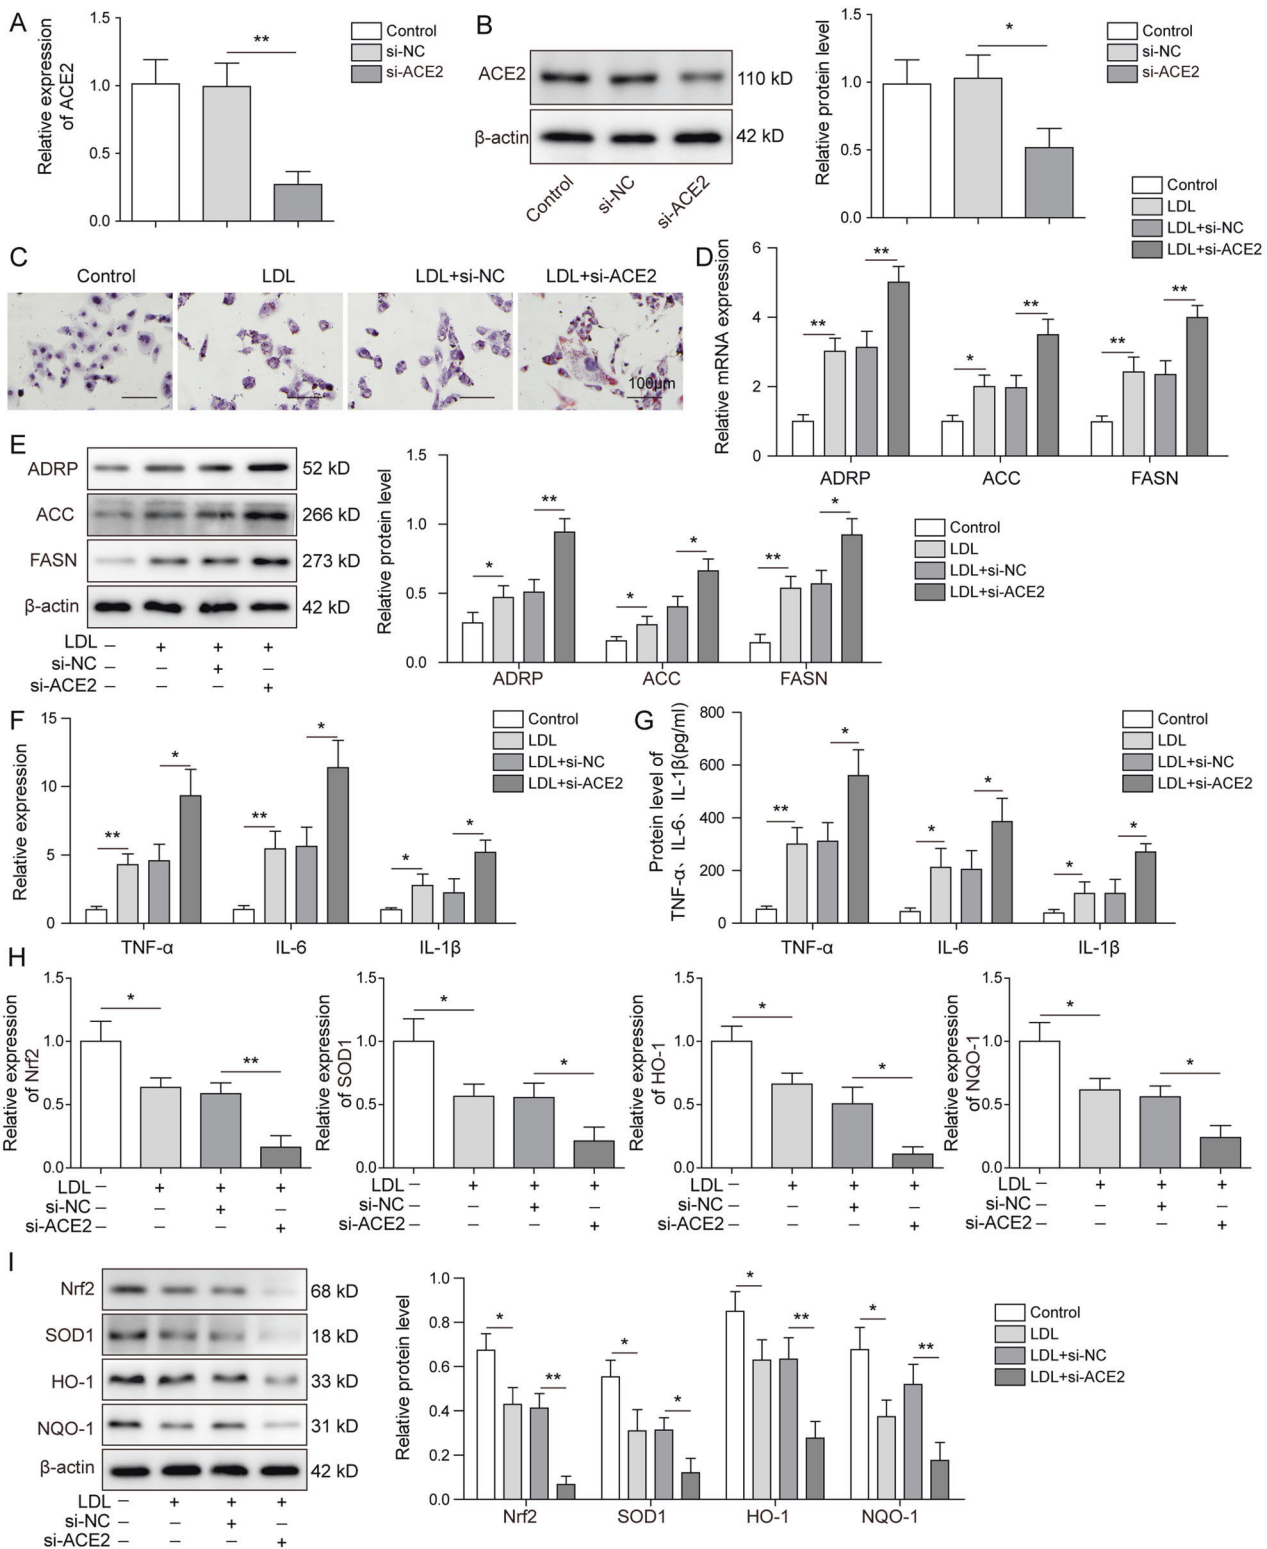 A
Relative expression
of ACE2
1.5
1.0
0.5
0.0
**
Control
si-NC
si-ACE2
B
ACE2
110 kD
β-actin
42 kD
Control
si-NC
si-ACE2
Relative protein level
1.5
1.0
0.5
0.0
*
Control
si-NC
si-ACE2
C
Control
LDL
LDL+si-NC
LDL+si-ACE2
100μm
D
Relative mRNA expression
6
4
2
0
**
**
*
**
**
**
ADRP
ACC
FASN
Control
LDL
LDL+si-NC
LDL+si-ACE2
E
ADRP
52 kD
ACC
266 kD
FASN
273 kD
β-actin
42 kD
LDL – + + +
si-NC – – + –
si-ACE2 – – – +
Relative protein level
1.5
1.0
0.5
0.0
*
**
*
*
**
*
ADRP
ACC
FASN
Control
LDL
LDL+si-NC
LDL+si-ACE2
F
Relative expression
15
10
5
0
**
*
**
*
*
*
TNF-α
IL-6
IL-1β
Control
LDL
LDL+si-NC
LDL+si-ACE2
G
Protein level of
TNF-α、IL-6、IL-1β(pg/ml)
800
600
400
200
0
**
*
*
*
*
*
TNF-α
IL-6
IL-1β
Control
LDL
LDL+si-NC
LDL+si-ACE2
H
Relative expression
of Nrf2
1.5
1.0
0.5
0.0
*
**
LDL – + + +
si-NC – – + –
si-ACE2 – – – +
Relative expression
of SOD1
1.5
1.0
0.5
0.0
*
*
LDL – + + +
si-NC – – + –
si-ACE2 – – – +
Relative expression
of HO-1
1.5
1.0
0.5
0.0
*
*
LDL – + + +
si-NC – – + –
si-ACE2 – – – +
Relative expression
of NQO-1
1.5
1.0
0.5
0.0
*
*
LDL – + + +
si-NC – – + –
si-ACE2 – – – +
I
Nrf2
68 kD
SOD1
18 kD
HO-1
33 kD
NQO-1
31 kD
β-actin
42 kD
LDL – + + +
si-NC – – + –
si-ACE2 – – – +
Relative protein level
1.0
0.8
0.6
0.4
0.2
0.0
*
**
*
*
*
**
*
**
Nrf2
SOD1
HO-1
NQO-1
Control
LDL
LDL+si-NC
LDL+si-ACE2